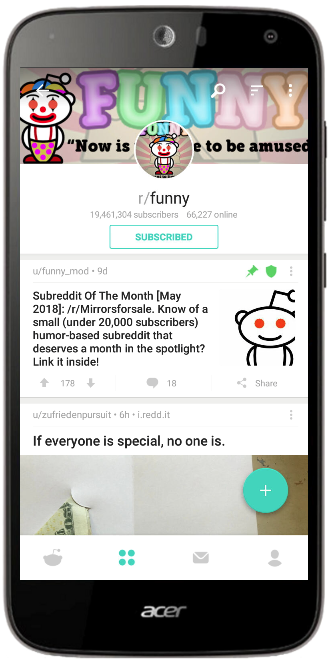 FUNNY
"Now is
e to be amused
FUNNY
r/funny
19,461,304 subscribers 66,227 online
SUBSCRIBED
u/funny_mod • 9d
Subreddit Of The Month [May
2018]: /r/Mirrorsforsale. Know of a
small (under 20,000 subscribers)
humor-based subreddit that
deserves a month in the spotlight?
Link it inside!
178
18
Share
u/zufriedenpursuit • 6h • i.redd.it
If everyone is special, no one is.
acer